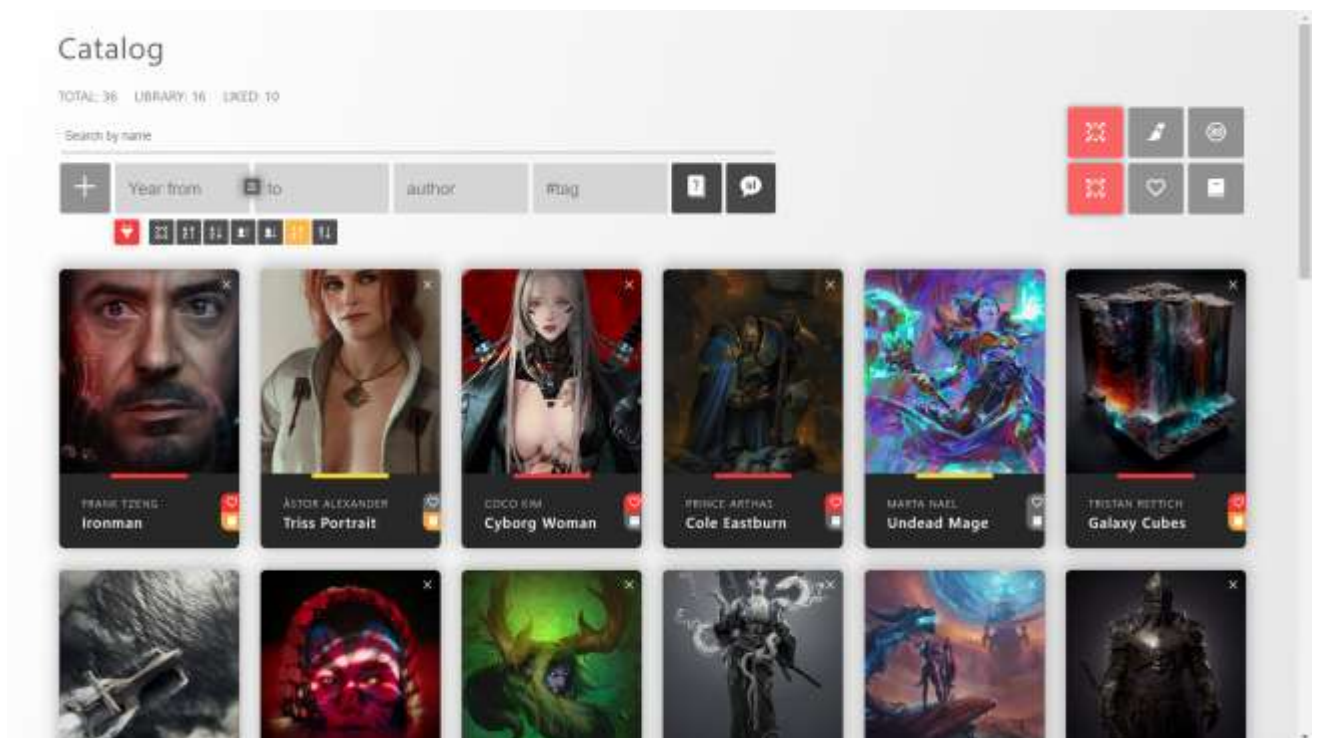 Catalog
TOTAL: 36 LIBRARY: 16 LIKED: 10
Search by name
Year from to author #tag
FRANK TZENG
Ironman
ÁSTOR ALEXANDER
Triss Portrait
COCO KIM
Cyborg Woman
PRINCE ARTHAS
Cole Eastburn
MARTA NAEL
Undead Mage
TRISTAN RETTICH
Galaxy Cubes